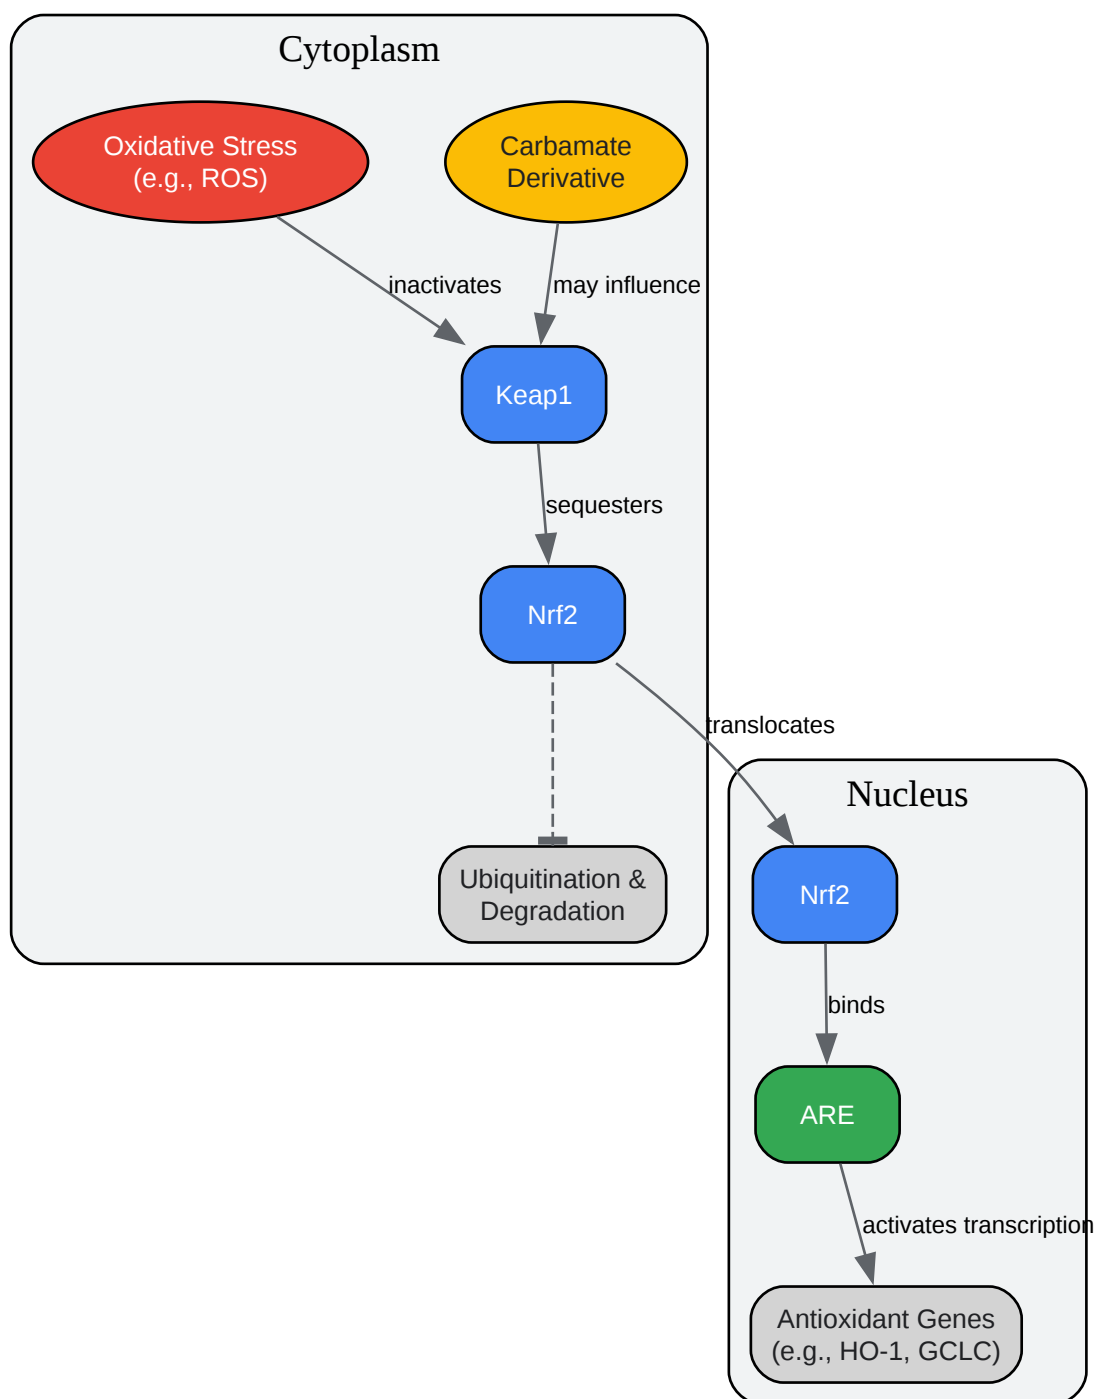 Cytoplasm
Oxidative Stress
(e.g., ROS)
Carbamate
Derivative
inactivates
may influence
Keap1
sequesters
Nrf2
translocates
Ubiquitination &
Degradation
Nucleus
Nrf2
binds
ARE
activates transcription
Antioxidant Genes
(e.g., HO-1, GCLC)